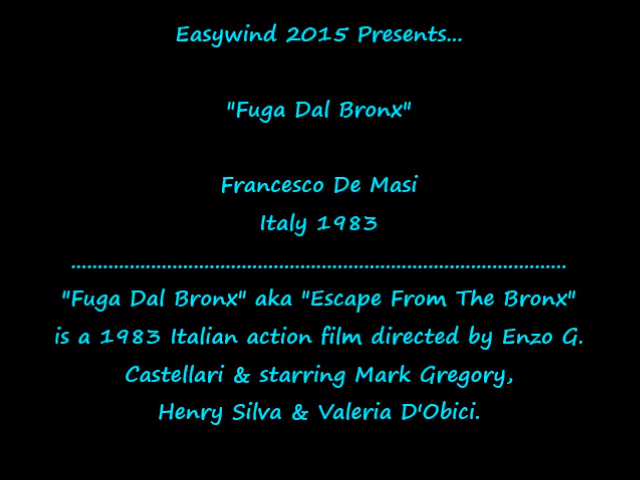 Easywind 2015 Presents...
"Fuga Dal Bronx"
Francesco De Masi
Italy 1983
.............................................................................................
"Fuga Dal Bronx" aka "Escape From The Bronx"
is a 1983 Italian action film directed by Enzo G.
Castellari & starring Mark Gregory,
Henry Silva & Valeria D'Obici.